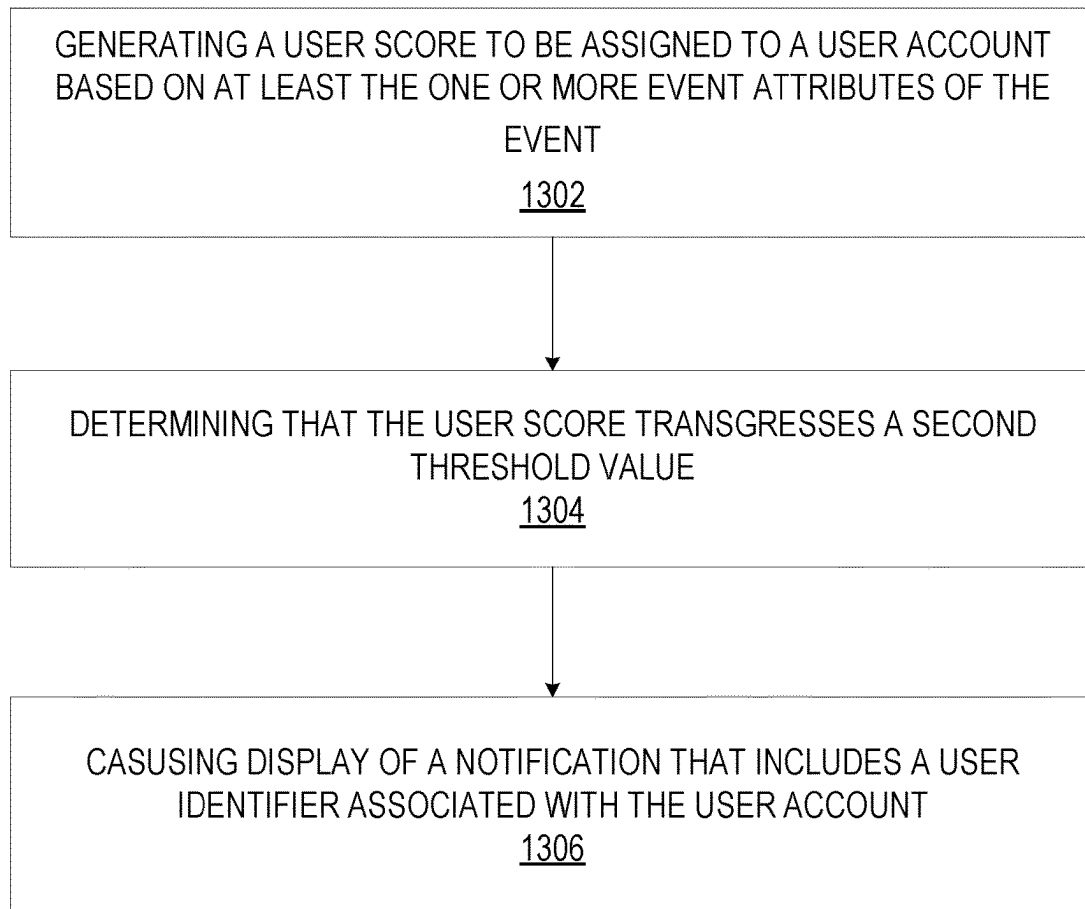 GENERATING A USER SCORE TO BE ASSIGNED TO A USER ACCOUNT
BASED ON AT LEAST THE ONE OR MORE EVENT ATTRIBUTES OF THE
EVENT
1302
DETERMINING THAT THE USER SCORE TRANSGRESSES A SECOND
THRESHOLD VALUE
1304
CASUSING DISPLAY OF A NOTIFICATION THAT INCLUDES A USER
IDENTIFIER ASSOCIATED WITH THE USER ACCOUNT
1306